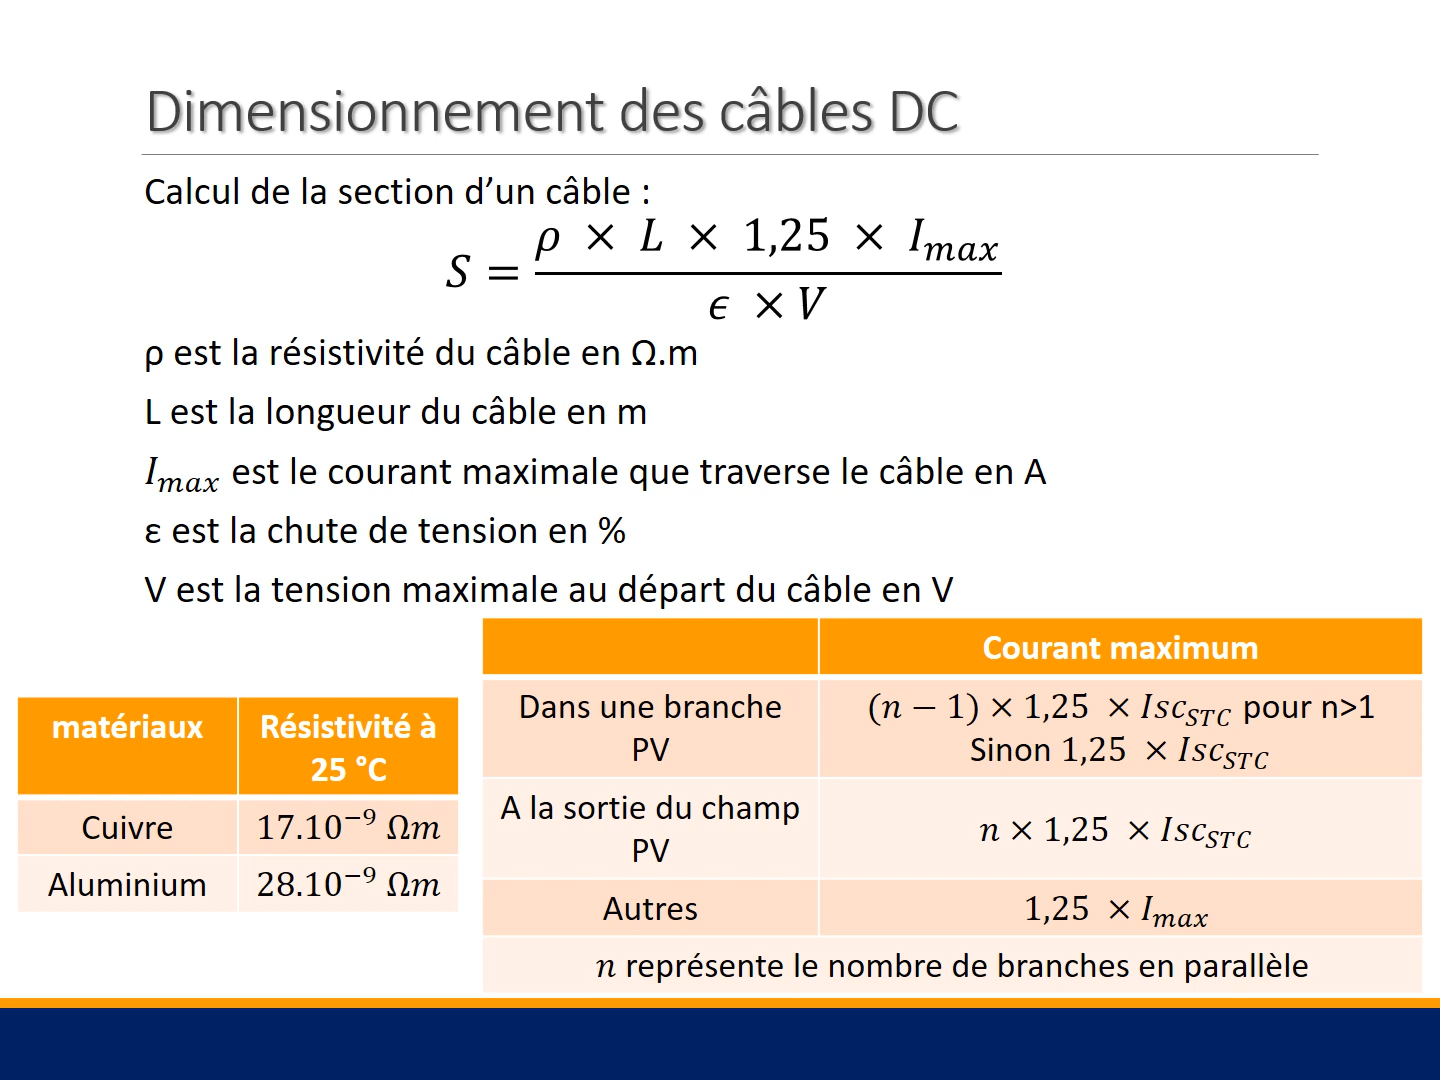 Dimensionnement des câbles DC
Calcul de la section d’un câble :
S = (ρ × L × 1,25 × I_max) / (ϵ × V)
ρ est la résistivité du câble en Ω.m
L est la longueur du câble en m
I_max est le courant maximale que traverse le câble en A
ε est la chute de tension en %
V est la tension maximale au départ du câble en V
matériaux
Résistivité à
25 °C
Cuivre
17.10⁻⁹ Ωm
Aluminium
28.10⁻⁹ Ωm
Courant maximum
Dans une branche
PV
(n − 1) × 1,25 × Isc_STC pour n>1
Sinon 1,25 × Isc_STC
A la sortie du champ
PV
n × 1,25 × Isc_STC
Autres
1,25 × I_max
n représente le nombre de branches en parallèle